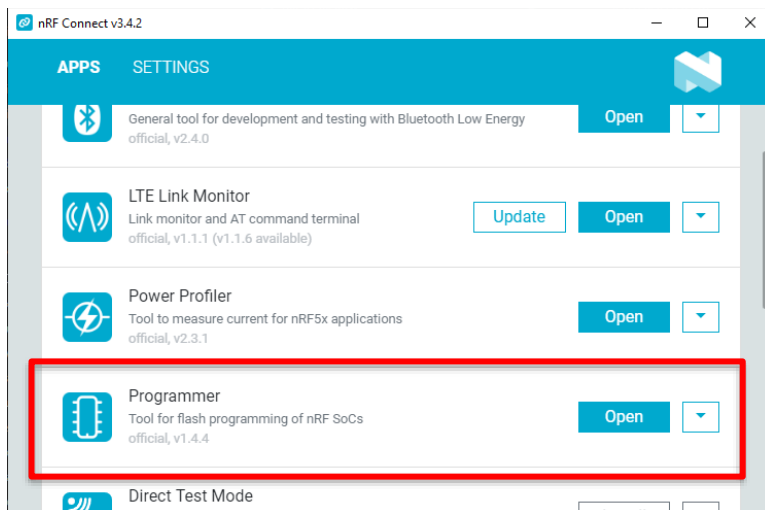 nRF Connect v3.4.2
APPS SETTINGS
General tool for development and testing with Bluetooth Low Energy
official, v2.4.0
Open
LTE Link Monitor
Link monitor and AT command terminal
official, v1.1.1 (v1.1.6 available)
Update
Open
Power Profiler
Tool to measure current for nRF5x applications
official, v2.3.1
Open
Programmer
Tool for flash programming of nRF SoCs
official, v1.4.4
Open
Direct Test Mode